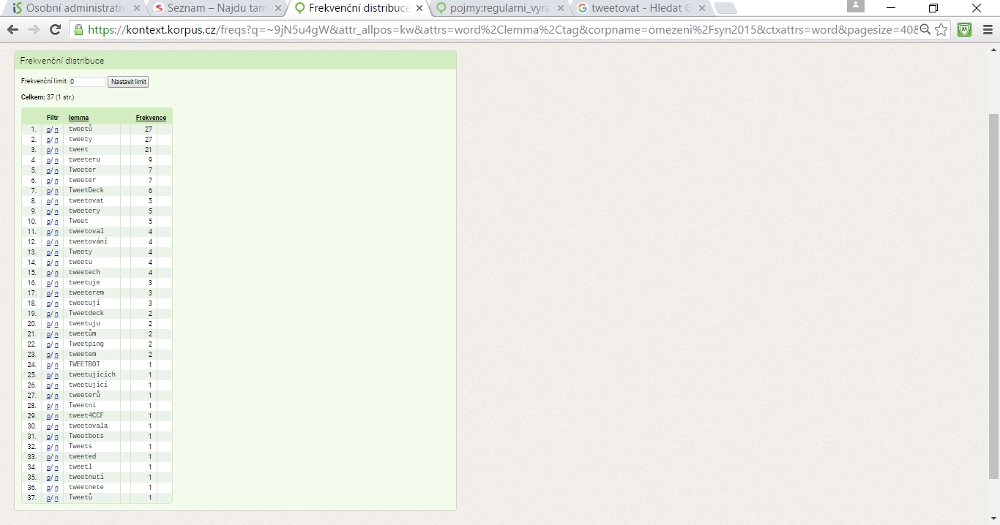 Osobní administrativ
Seznam – Najdu tam
Frekvenční distribuce
pojmy:regularni_vyra
tweetovat - Hledat G
https://kontext.korpus.cz/freqs?q=~9jN5u4gW&attr_allpos=kw&attrs=word%2Clemma%2Ctag&corpname=omezeni%2Fsyn2015&ctxattrs=word&pagesize=408
Frekvenční distribuce
Frekvenční limit: 0 Nastavit limit
Celkem: 37 (1 str.)
Filtr lemma Frekvence
1. p/ n tweetů 27
2. p/ n tweety 27
3. p/ n tweet 21
4. p/ n tweeteru 9
5. p/ n Tweeter 7
6. p/ n tweeter 7
7. p/ n TweetDeck 6
8. p/ n tweetovat 5
9. p/ n tweetery 5
10. p/ n Tweet 5
11. p/ n tweetoval 4
12. p/ n tweetování 4
13. p/ n Tweety 4
14. p/ n tweetu 4
15. p/ n tweetech 4
16. p/ n tweetuje 3
17. p/ n tweeterem 3
18. p/ n tweetují 3
19. p/ n Tweetdeck 2
20. p/ n tweetuju 2
21. p/ n tweetům 2
22. p/ n Tweetping 2
23. p/ n tweetem 2
24. p/ n TWEETBOT 1
25. p/ n tweetujících 1
26. p/ n tweetující 1
27. p/ n tweeterů 1
28. p/ n Tweetni 1
29. p/ n tweet4CCF 1
30. p/ n tweetovala 1
31. p/ n Tweetbots 1
32. p/ n Tweets 1
33. p/ n tweeted 1
34. p/ n tweetl 1
35. p/ n tweetnutí 1
36. p/ n tweetnete 1
37. p/ n Tweetů 1